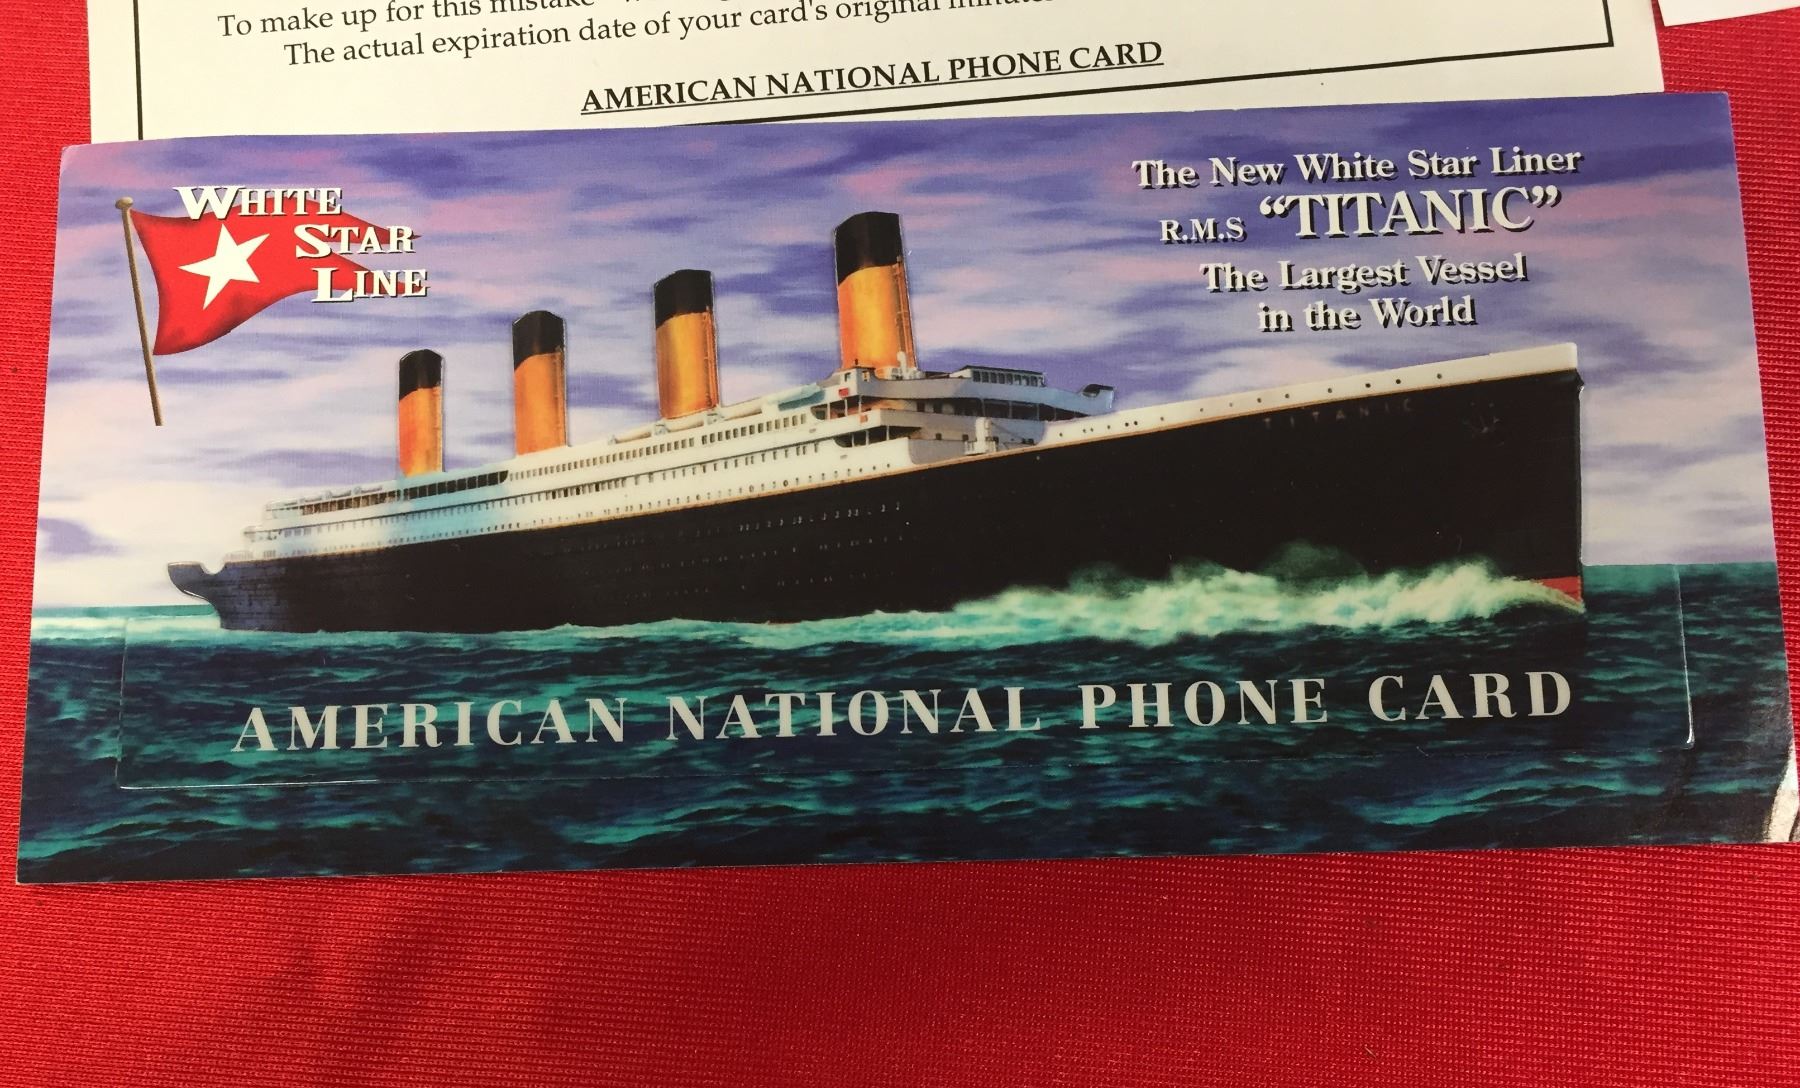 To make up for this mistake
The actual expiration date of your card's original
AMERICAN NATIONAL PHONE CARD
WHITE
STAR
LINE
The New White Star Liner
R.M.S “TITANIC”
The Largest Vessel
in the World
TITANIC
AMERICAN NATIONAL PHONE CARD